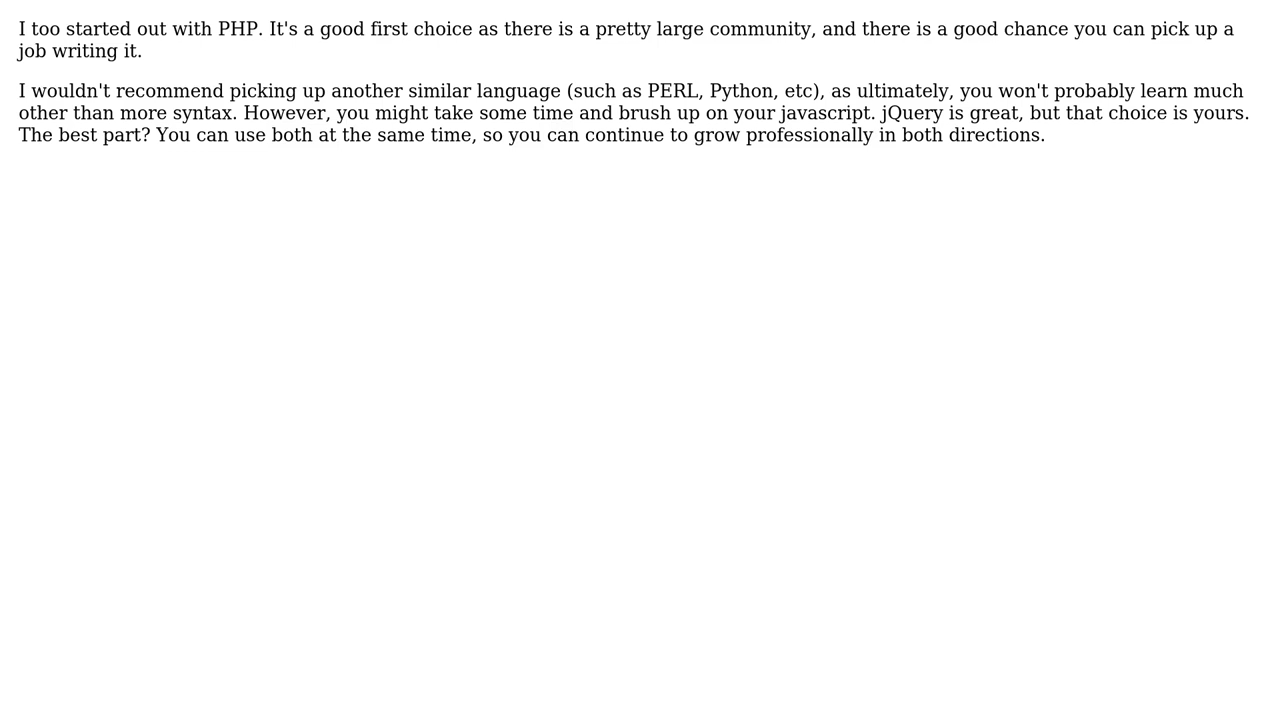 I too started out with PHP. It's a good first choice as there is a pretty large community, and there is a good chance you can pick up a
job writing it.
I wouldn't recommend picking up another similar language (such as PERL, Python, etc), as ultimately, you won't probably learn much
other than more syntax. However, you might take some time and brush up on your javascript. jQuery is great, but that choice is yours.
The best part? You can use both at the same time, so you can continue to grow professionally in both directions.